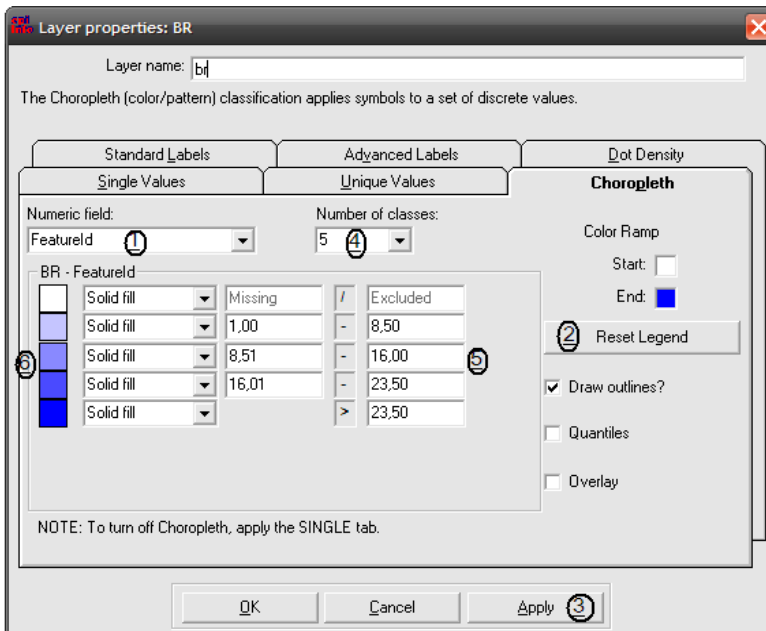 Layer properties: BR
Layer name: br
The Choropleth (color/pattern) classification applies symbols to a set of discrete values.
Standard Labels Advanced Labels Dot Density
Single Values Unique Values Choropleth
Numeric field: Number of classes:
FeatureId 1 5 4 Color Ramp
Start:
BR - FeatureId
Solid fill Missing / Excluded End:
Solid fill 1,00 - 8,50
2 Reset Legend
6 Solid fill 8,51 - 16,00 5
Solid fill 16,01 - 23,50 Draw outlines?
Solid fill > 23,50
Quantiles
Overlay
NOTE: To turn off Choropleth, apply the SINGLE tab.
OK Cancel Apply 3